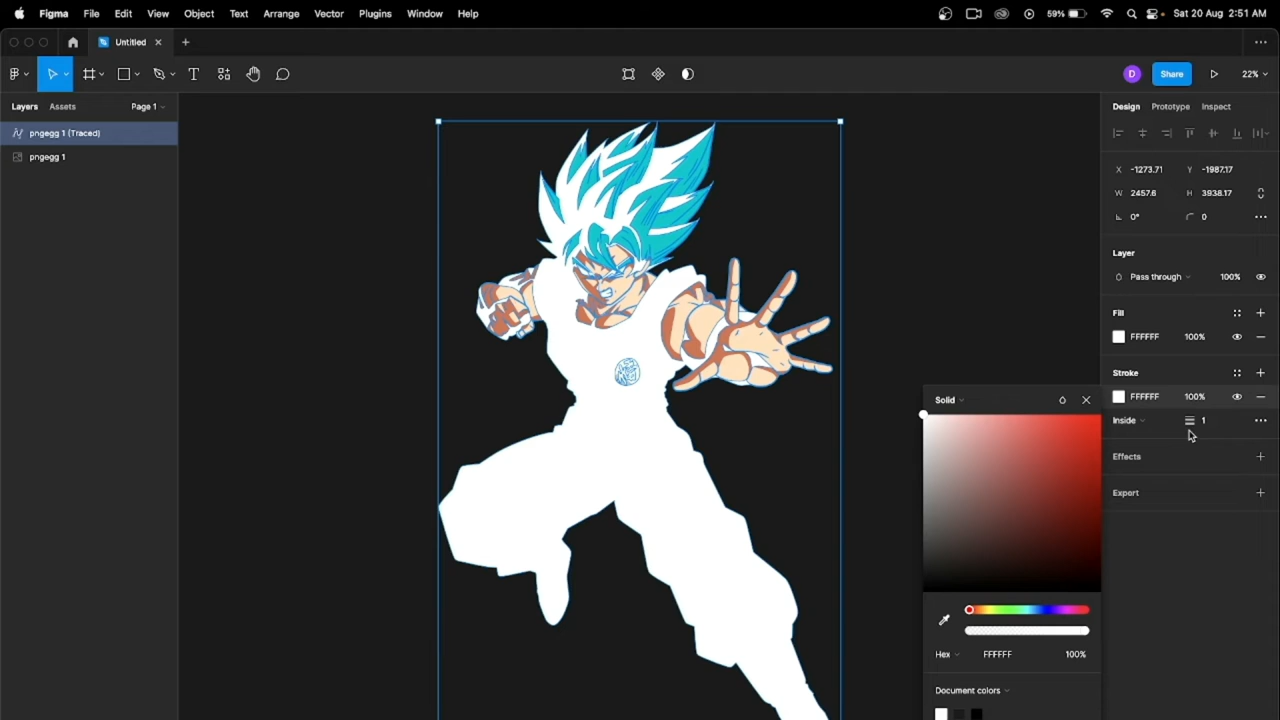 Figma File Edit View Object Text Arrange Vector Plugins Window Help 59% Sat 20 Aug 2:51 AM
Untitled
D Share 22%
Layers Assets Page 1 Design Prototype Inspect
pngegg 1 (Traced)
pngegg 1
X -1273.71 Y -1987.17
W 2457.6 H 3938.17
0° 0
Layer
Pass through 100%
Fill
FFFFFF 100%
Stroke
FFFFFF 100%
Inside 1
Effects
Export
Solid
Hex FFFFFF 100%
Document colors